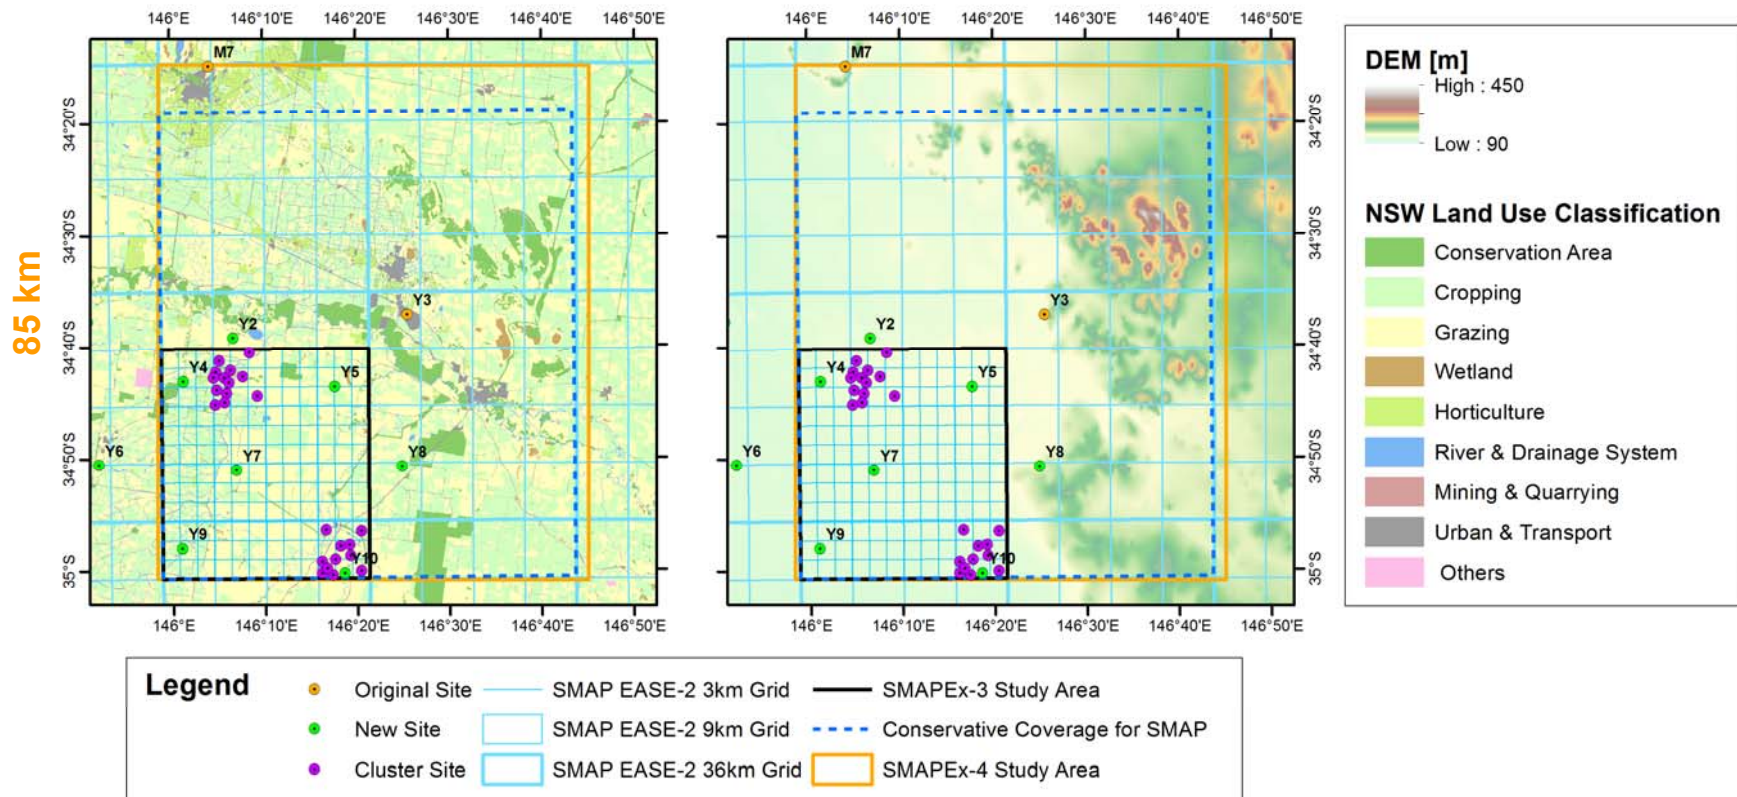 146°E 146°10'E 146°20'E 146°30'E 146°40'E 146°50'E
146°E 146°10'E 146°20'E 146°30'E 146°40'E 146°50'E
M7
M7
34°20'S
34°20'S
34°30'S
34°30'S
85 km
Y3
Y3
Y2
Y2
34°40'S
34°40'S
Y4
Y5
Y4
Y5
Y6
Y7
Y8
Y6
Y7
Y8
34°50'S
34°50'S
Y9
Y10
Y9
Y10
35°S
35°S
146°E 146°10'E 146°20'E 146°30'E 146°40'E 146°50'E
146°E 146°10'E 146°20'E 146°30'E 146°40'E 146°50'E
DEM [m]
High : 450
Low : 90
NSW Land Use Classification
Conservation Area
Cropping
Grazing
Wetland
Horticulture
River & Drainage System
Mining & Quarrying
Urban & Transport
Others
Legend
Original Site
SMAP EASE-2 3km Grid
SMAPEx-3 Study Area
New Site
SMAP EASE-2 9km Grid
Conservative Coverage for SMAP
Cluster Site
SMAP EASE-2 36km Grid
SMAPEx-4 Study Area